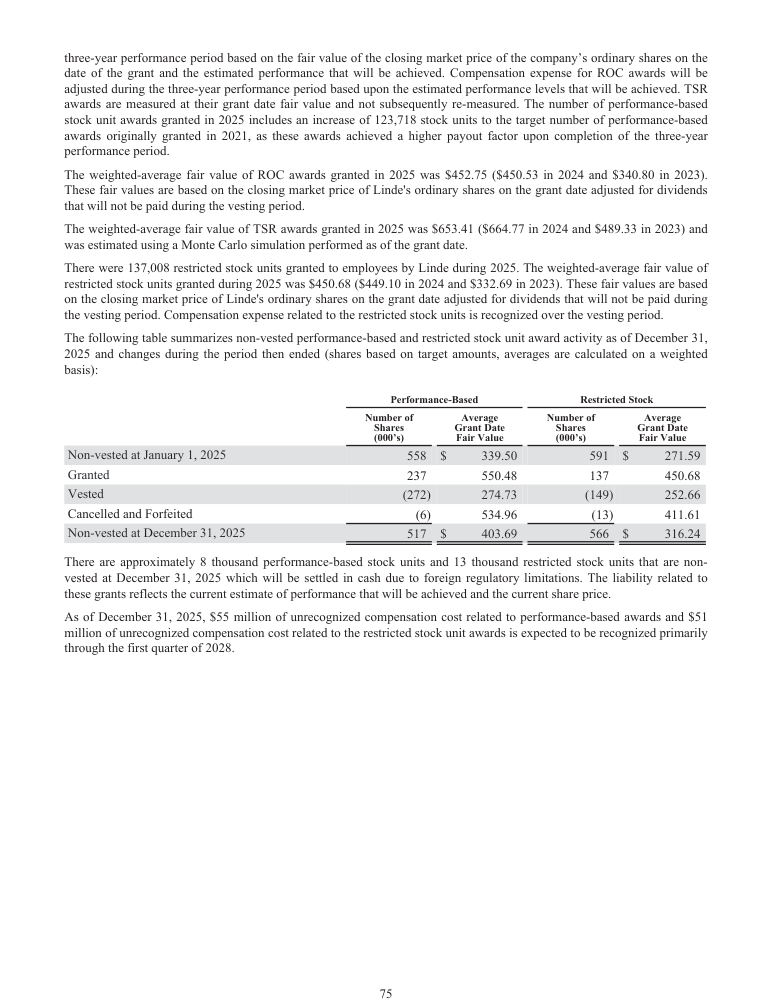 three-year performance period based on the fair value of the closing market price of the company’s ordinary shares on the
date of the grant and the estimated performance that will be achieved. Compensation expense for ROC awards will be
adjusted during the three-year performance period based upon the estimated performance levels that will be achieved. TSR
awards are measured at their grant date fair value and not subsequently re-measured. The number of performance-based
stock unit awards granted in 2025 includes an increase of 123,718 stock units to the target number of performance-based
awards originally granted in 2021, as these awards achieved a higher payout factor upon completion of the three-year
performance period.
The weighted-average fair value of ROC awards granted in 2025 was $452.75 ($450.53 in 2024 and $340.80 in 2023).
These fair values are based on the closing market price of Linde's ordinary shares on the grant date adjusted for dividends
that will not be paid during the vesting period.
The weighted-average fair value of TSR awards granted in 2025 was $653.41 ($664.77 in 2024 and $489.33 in 2023) and
was estimated using a Monte Carlo simulation performed as of the grant date.
There were 137,008 restricted stock units granted to employees by Linde during 2025. The weighted-average fair value of
restricted stock units granted during 2025 was $450.68 ($449.10 in 2024 and $332.69 in 2023). These fair values are based
on the closing market price of Linde's ordinary shares on the grant date adjusted for dividends that will not be paid during
the vesting period. Compensation expense related to the restricted stock units is recognized over the vesting period.
The following table summarizes non-vested performance-based and restricted stock unit award activity as of December 31,
2025 and changes during the period then ended (shares based on target amounts, averages are calculated on a weighted
basis):
Performance-Based Restricted Stock
Number of Shares (000’s) Average Grant Date Fair Value Number of Shares (000’s) Average Grant Date Fair Value
Non-vested at January 1, 2025 558 $ 339.50 591 $ 271.59
Granted 237 550.48 137 450.68
Vested (272) 274.73 (149) 252.66
Cancelled and Forfeited (6) 534.96 (13) 411.61
Non-vested at December 31, 2025 517 $ 403.69 566 $ 316.24
There are approximately 8 thousand performance-based stock units and 13 thousand restricted stock units that are non-
vested at December 31, 2025 which will be settled in cash due to foreign regulatory limitations. The liability related to
these grants reflects the current estimate of performance that will be achieved and the current share price.
As of December 31, 2025, $55 million of unrecognized compensation cost related to performance-based awards and $51
million of unrecognized compensation cost related to the restricted stock unit awards is expected to be recognized primarily
through the first quarter of 2028.
75